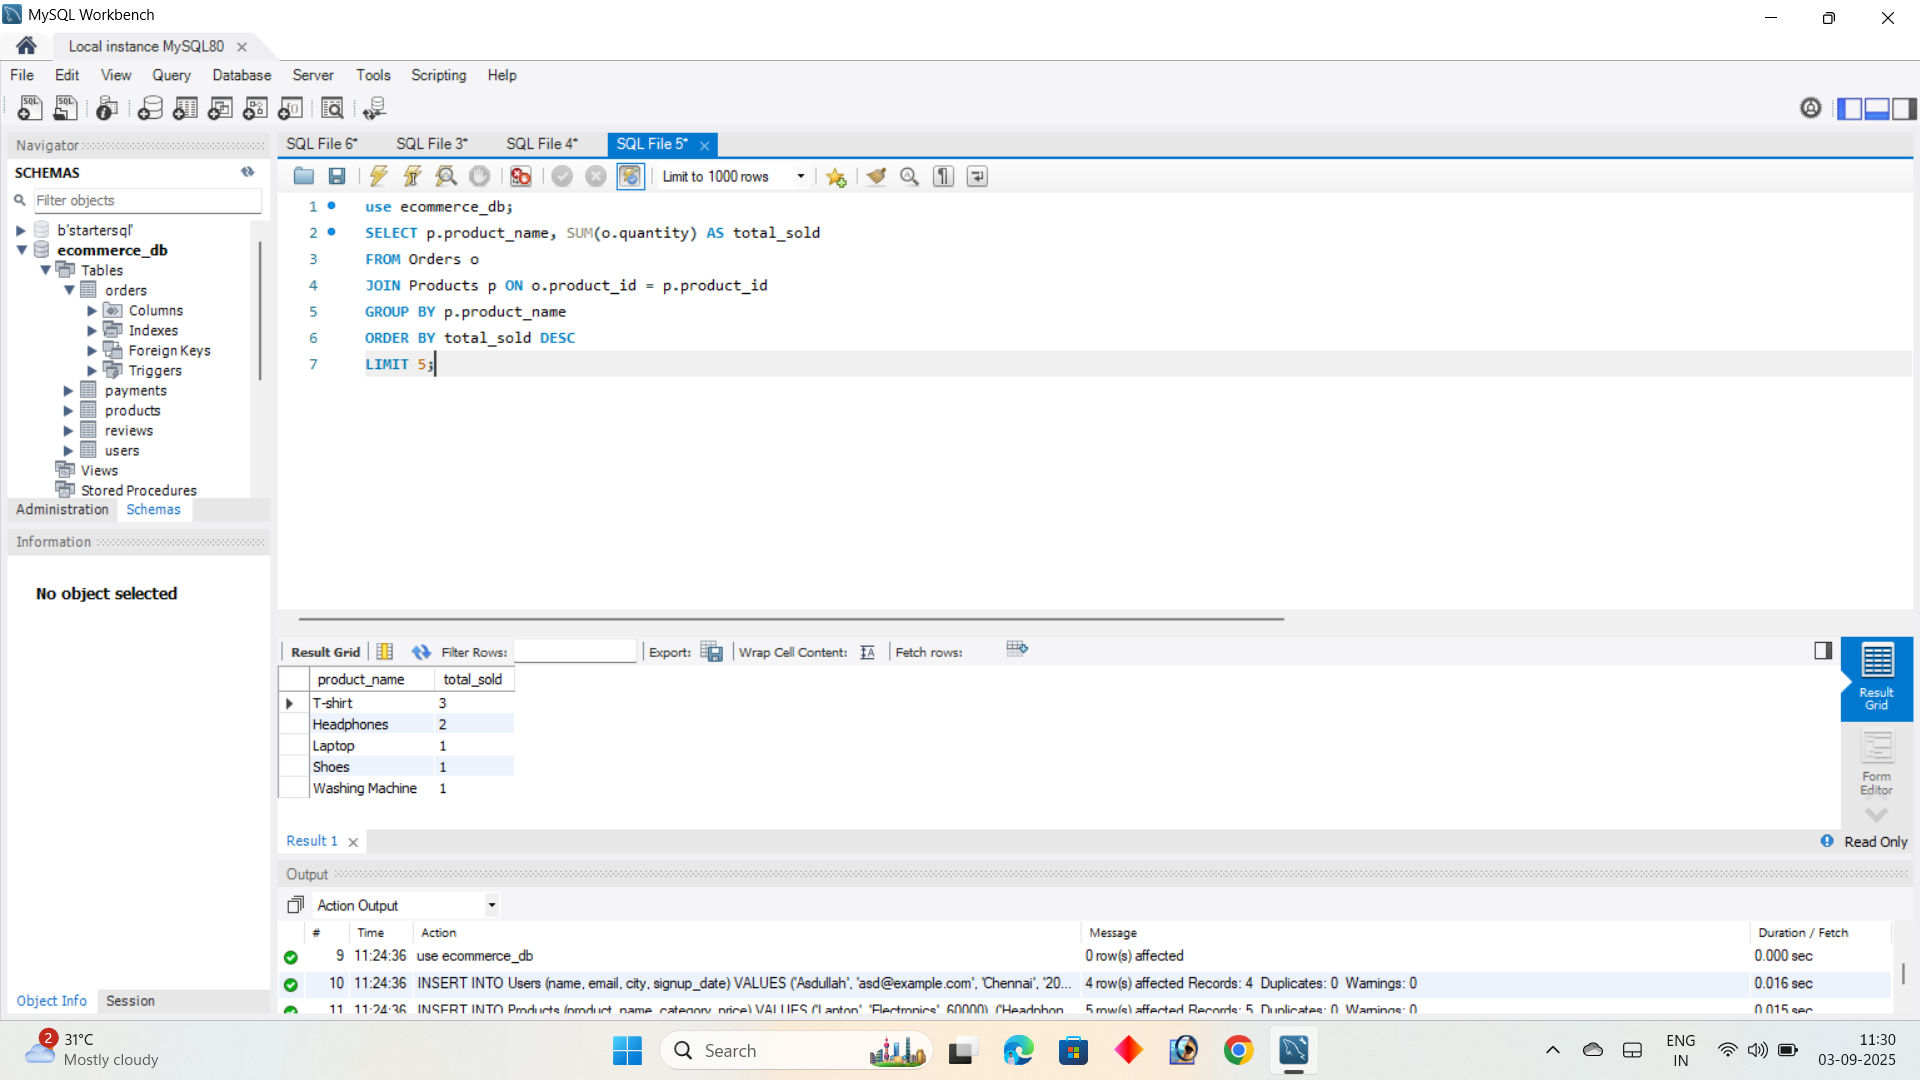 MySQL Workbench
Local instance MySQL80
File Edit View Query Database Server Tools Scripting Help
Navigator
SCHEMAS
Filter objects
b'startersql'
ecommerce_db
Tables
orders
Columns
Indexes
Foreign Keys
Triggers
payments
products
reviews
users
Views
Stored Procedures
Administration Schemas
Information
No object selected
Object Info Session
SQL File 6* SQL File 3* SQL File 4* SQL File 5*
Limit to 1000 rows
1 use ecommerce_db;
2 SELECT p.product_name, SUM(o.quantity) AS total_sold
3 FROM Orders o
4 JOIN Products p ON o.product_id = p.product_id
5 GROUP BY p.product_name
6 ORDER BY total_sold DESC
7 LIMIT 5;
Result Grid Filter Rows: Export: Wrap Cell Content: Fetch rows:
product_name total_sold
T-shirt 3
Headphones 2
Laptop 1
Shoes 1
Washing Machine 1
Result
Grid
Form
Editor
Result 1
Read Only
Output
Action Output
# Time Action Message Duration / Fetch
9 11:24:36 use ecommerce_db 0 row(s) affected 0.000 sec
10 11:24:36 INSERT INTO Users (name, email, city, signup_date) VALUES ('Asdullah', 'asd@example.com', 'Chennai', '20... 4 row(s) affected Records: 4 Duplicates: 0 Warnings: 0 0.016 sec
11 11:24:36 INSERT INTO Products (product_name, category, price) VALUES ('Laptop', 'Electronics', 60000), ('Headphon... 5 row(s) affected Records: 5 Duplicates: 0 Warnings: 0 0.015 sec
2
31°C
Mostly cloudy
Search
ENG
IN
11:30
03-09-2025